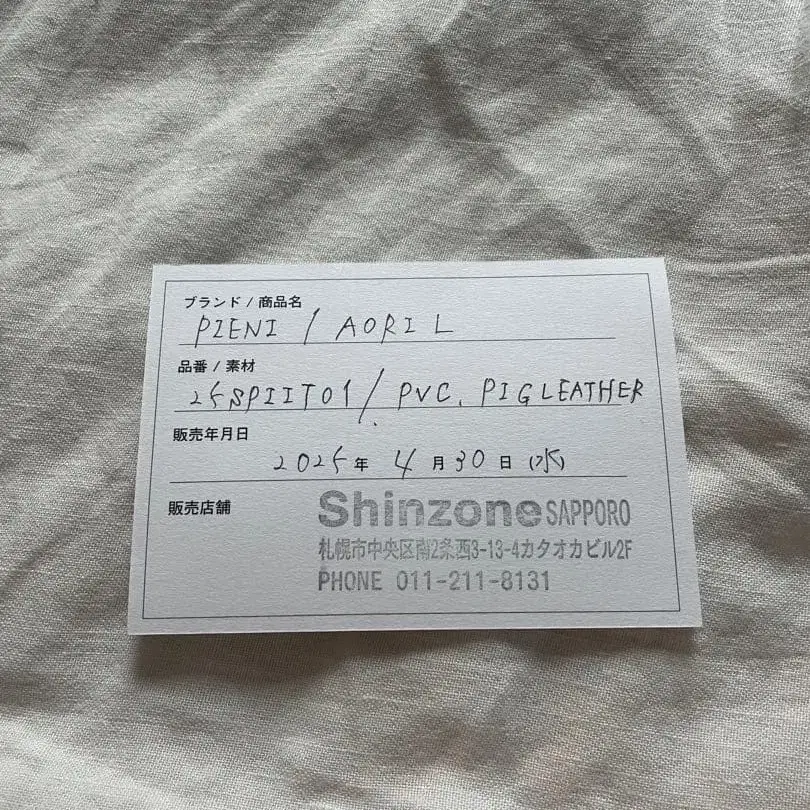 ブランド / 商品名
PIENI / AORI L
品番 / 素材
25SPIIT01 / PVC, PIG LEATHER
販売年月日
2025年 4月30日 (水)
販売店舗
Shinzone SAPPORO
札幌市中央区南2条西3-13-4カタオカビル2F
PHONE 011-211-8131